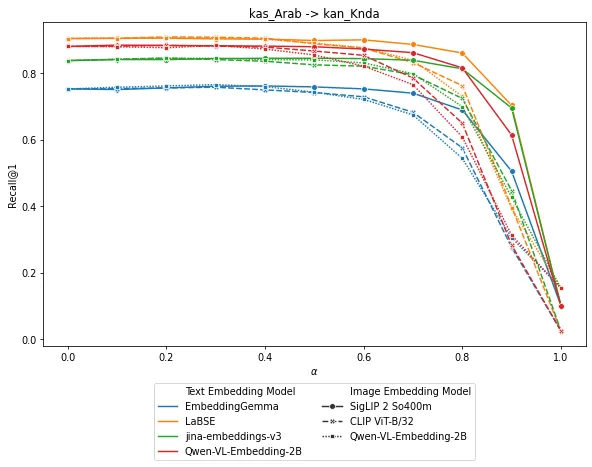 kas_Arab -> kan_Knda
Recall@1
0.8
0.6
0.4
0.2
0.0
0.0 0.2 0.4 0.6 0.8 1.0
α
Text Embedding Model
EmbeddingGemma
LaBSE
jina-embeddings-v3
Qwen-VL-Embedding-2B
Image Embedding Model
SigLIP 2 So400m
CLIP ViT-B/32
Qwen-VL-Embedding-2B